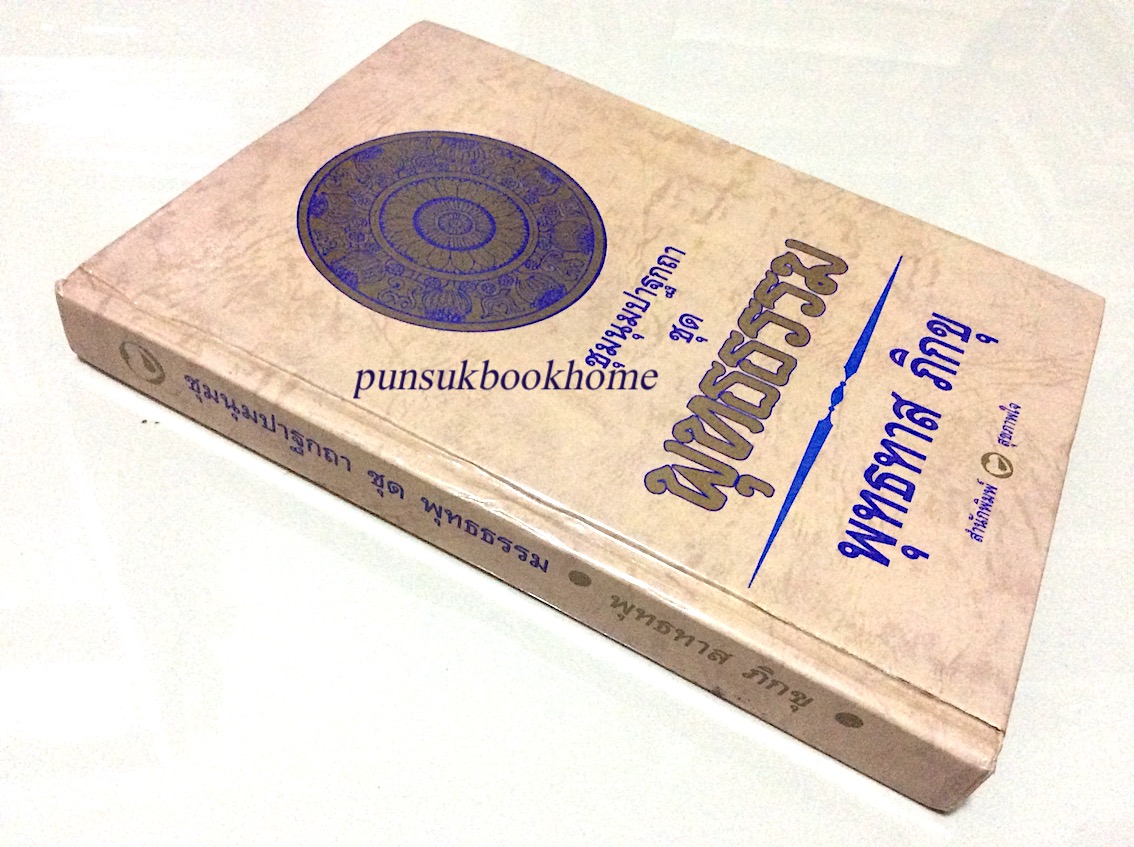 ชุมนุมปาฐกถา
ชุด
พุทธธรรม
พุทธทาส ภิกขุ
สำนักพิมพ์ สุขภาพใจ
punsukbookhome
ชุมนุมปาฐกถา ชุด พุทธธรรม • พุทธทาส ภิกขุ •